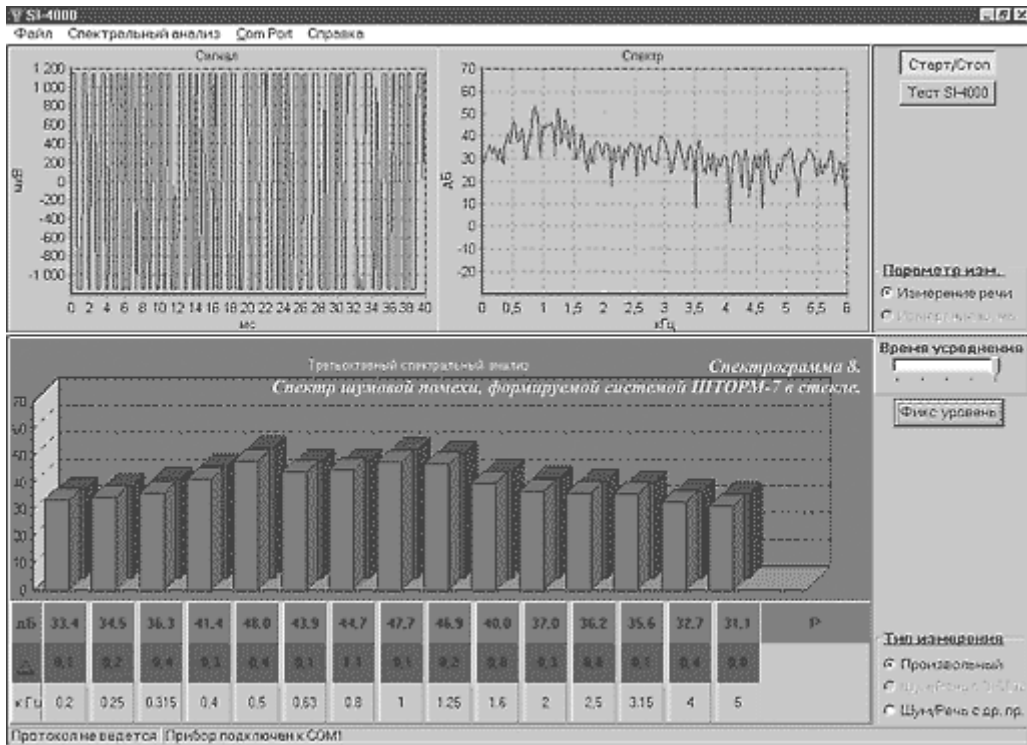 SI-4000
Файл Спектральный анализ Com Port Справка
Сигнал
1 200
1 000
800
600
400
200
0
-200
-400
-600
-800
-1 000
мкВ
0 2 4 6 8 10 12 14 16 18 20 22 24 26 28 30 32 34 36 38 40
мс
Спектр
70
60
50
40
30
20
10
0
-10
-20
дБ
0 0,5 1 1,5 2 2,5 3 3,5 4 4,5 5 5,5 6
кГц
Старт/Стоп
Тест SI-4000
Параметр изм.
Измерение речи
Время усреднения
Фикс уровень
Третьоктавный спектральный анализ
Спектрограмма 8.
Спектр шумовой помехи, формируемой системой ШТОРМ-7 в стекле.
70
60
50
40
30
20
10
0
дБ 33,4 34,5 36,3 41,4 48,0 43,9 44,7 47,7 46,9 40,0 37,0 36,2 35,6 32,7 31,1 P
кГц 0.2 0.25 0.315 0,4 0.5 0,63 0.8 1 1.25 1.6 2 2,5 3.15 4 5
Тип измерения
Произвольный
Шум/Речь с др. пр.
Протокол не ведется Прибор подключен к COM1